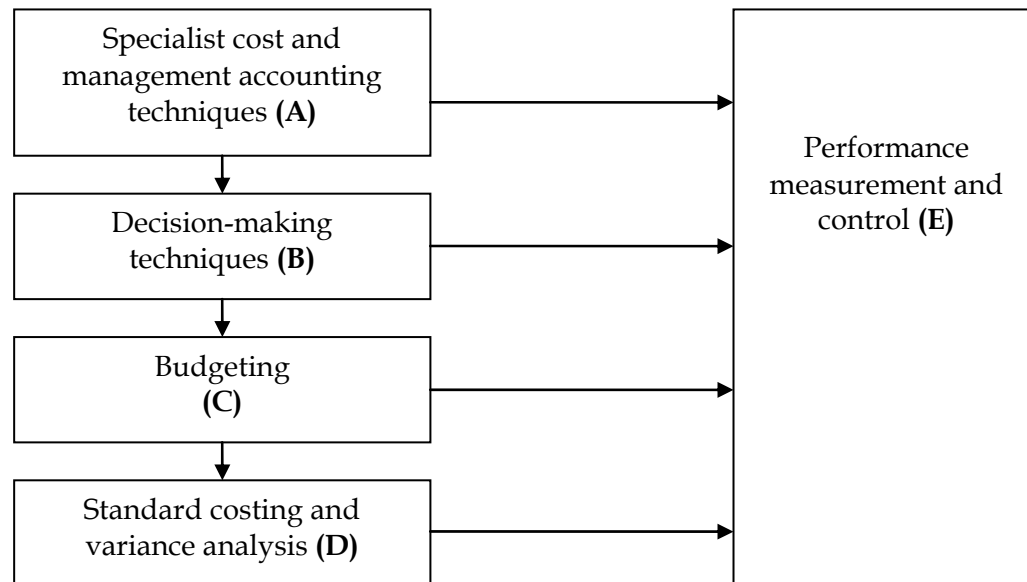 Specialist cost and
management accounting
techniques (A)
Decision-making
techniques (B)
Budgeting
(C)
Standard costing and
variance analysis (D)
Performance
measurement and
control (E)